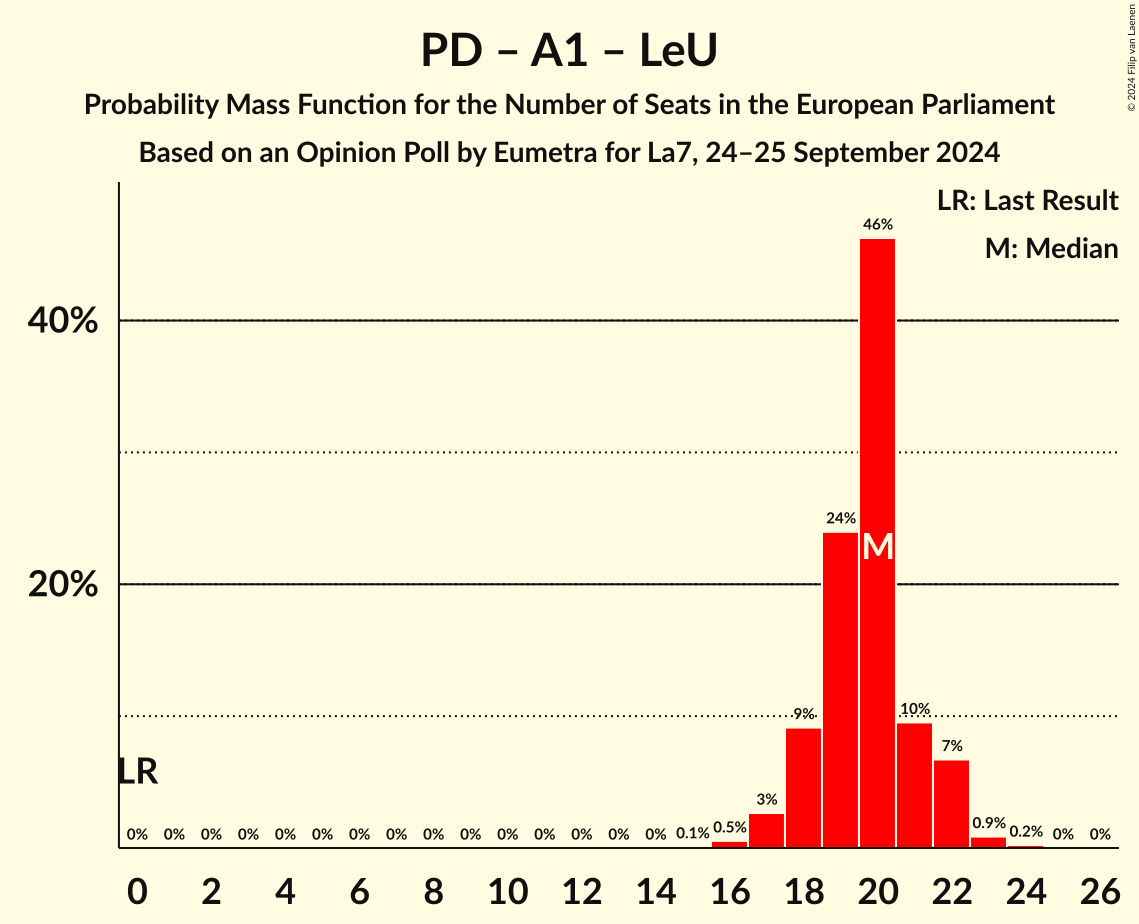 PD – A1 – LeU
Probability Mass Function for the Number of Seats in the European Parliament
Based on an Opinion Poll by Eumetra for La7, 24–25 September 2024
© 2024 Filip van Laenen
LR: Last Result
M: Median
46%
40%
24%
M
20%
9%
10%
7%
LR
3%
0% 0% 0% 0% 0% 0% 0% 0% 0% 0% 0% 0% 0% 0% 0% 0.1% 0.5% 0.9% 0.2% 0% 0%
0 2 4 6 8 10 12 14 16 18 20 22 24 26